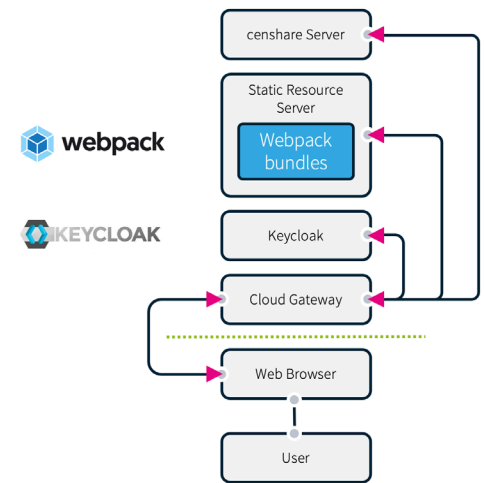 censhare Server
Static Resource
Server
Webpack
bundles
webpack
KEYCLOAK
Keycloak
Cloud Gateway
Web Browser
User